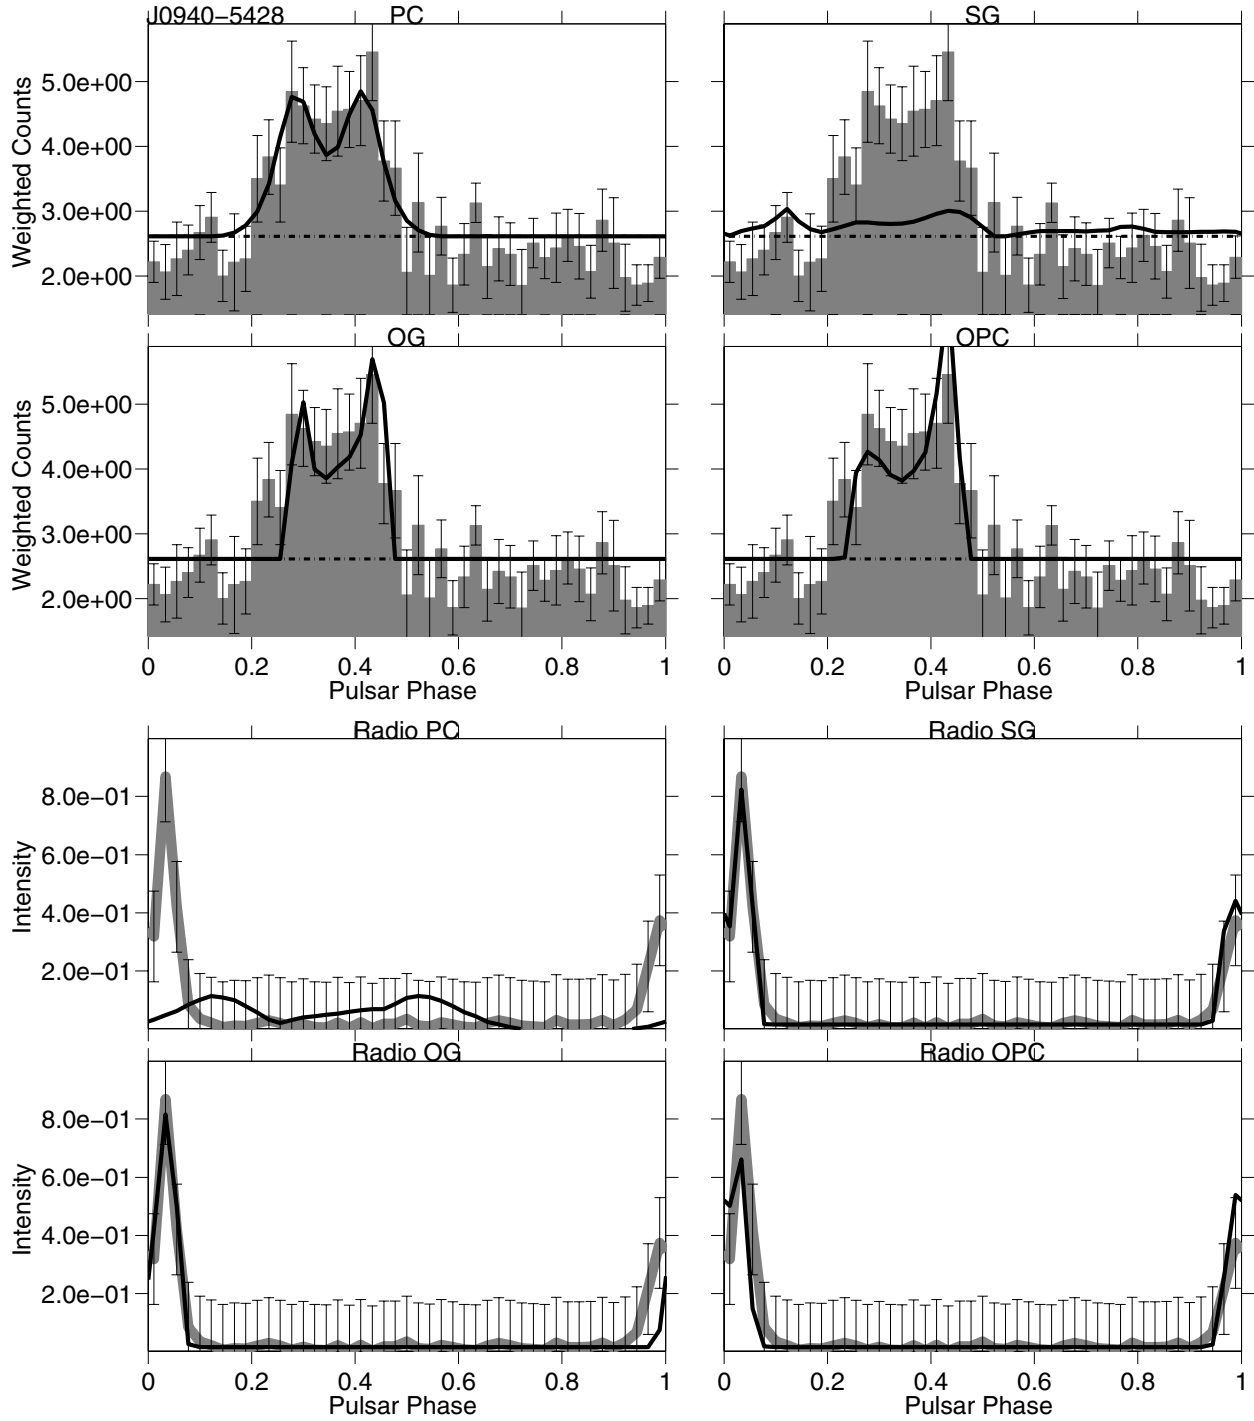 J0940−5428 PC SG
5.0e+00
4.0e+00
3.0e+00
2.0e+00
Weighted Counts
OG OPC
5.0e+00
4.0e+00
3.0e+00
2.0e+00
Weighted Counts
0 0.2 0.4 0.6 0.8 1 0 0.2 0.4 0.6 0.8 1
Pulsar Phase Pulsar Phase
Radio PC Radio SG
8.0e−01
6.0e−01
4.0e−01
2.0e−01
Intensity
Radio OG Radio OPC
8.0e−01
6.0e−01
4.0e−01
2.0e−01
Intensity
0 0.2 0.4 0.6 0.8 1 0 0.2 0.4 0.6 0.8 1
Pulsar Phase Pulsar Phase